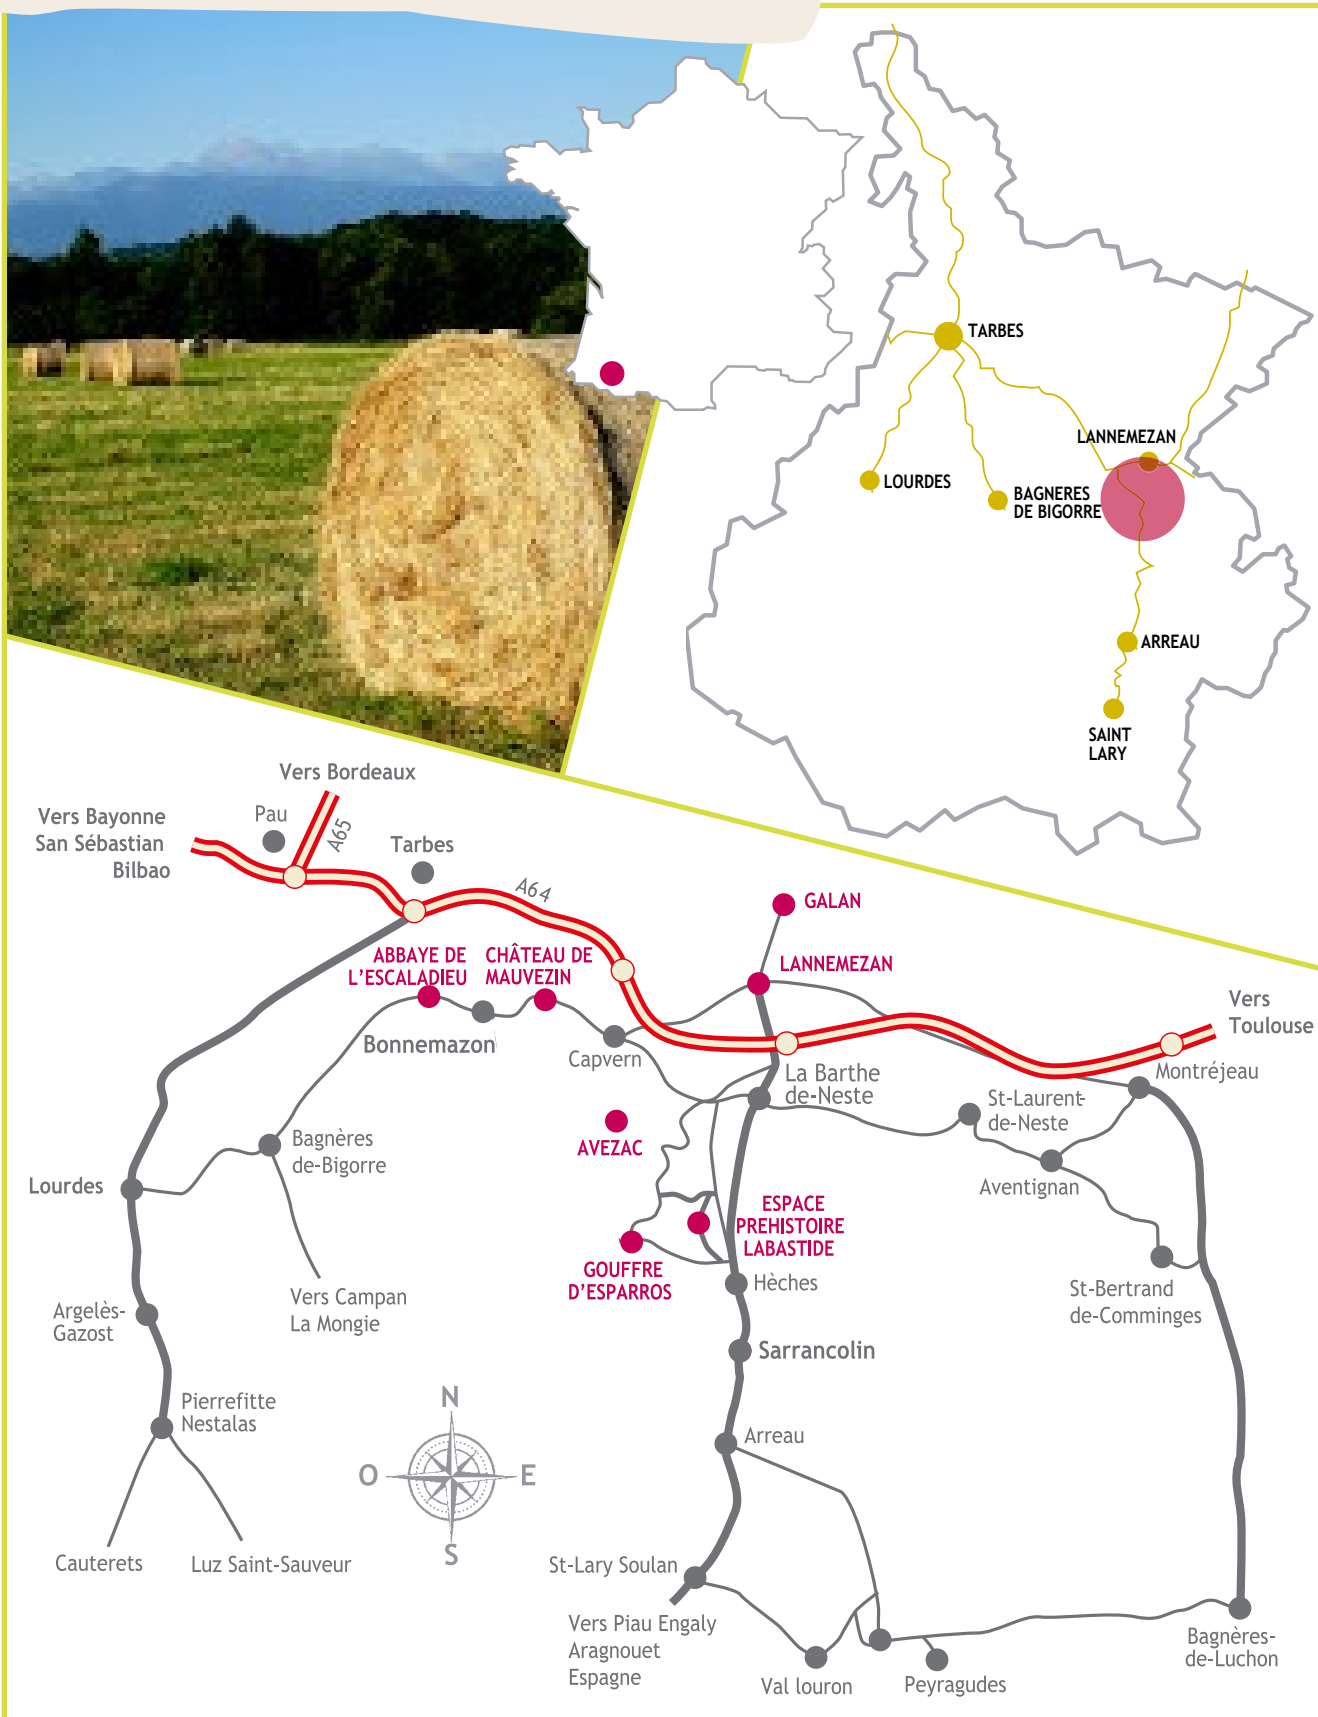 TARBES
LANNEMEZAN
LOURDES
BAGNERES
DE BIGORRE
ARREAU
SAINT
LARY
Vers Bordeaux
Vers Bayonne
San Sébastian
Bilbao
Pau
A65
Tarbes
A64
GALAN
ABBAYE DE
L'ESCALADIEU
CHÂTEAU DE
MAUVEZIN
LANNEMEZAN
Vers
Toulouse
Bonnemazon
Capvern
La Barthe
de-Neste
Montréjeau
St-Laurent-
de-Neste
AVEZAC
Bagnères
de-Bigorre
Aventignan
Lourdes
ESPACE
PREHISTOIRE
LABASTIDE
GOUFFRE
D'ESPARROS
Hèches
St-Bertrand
de-Comminges
Vers Campan
La Mongie
Argelès-
Gazost
Sarrancolin
Pierrefitte
Nestalas
N
O
E
S
Arreau
Cauterets
Luz Saint-Sauveur
St-Lary Soulan
Vers Piau Engaly
Aragnouet
Espagne
Val louron
Peyragudes
Bagnères-
de-Luchon